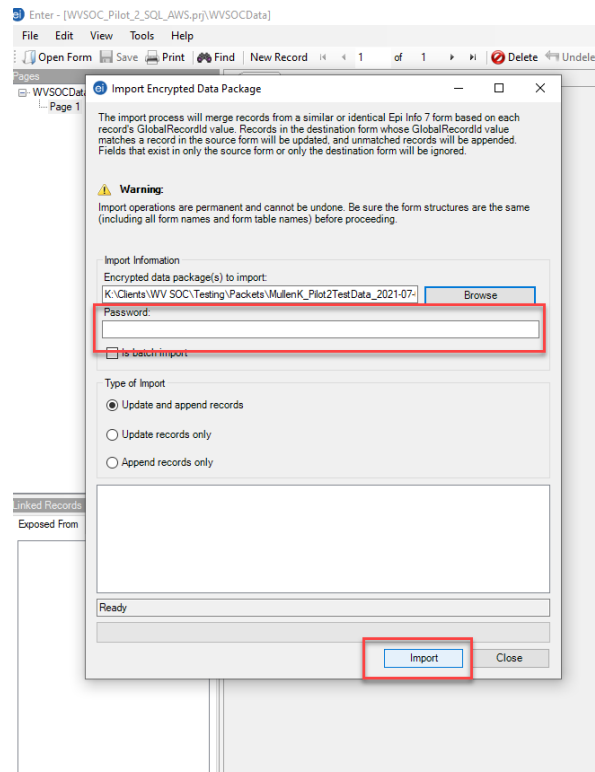 ei Enter - [WVSOC_Pilot_2_SQL_AWS.prj\WVSOCData]
File Edit View Tools Help
Open Form Save Print Find New Record 1 of 1 Delete Undele
Pages
WVSOCData
Page 1
ei Import Encrypted Data Package
The import process will merge records from a similar or identical Epi Info 7 form based on each
record's GlobalRecordId value. Records in the destination form whose GlobalRecordId value
matches a record in the source form will be updated, and unmatched records will be appended.
Fields that exist in only the source form or only the destination form will be ignored.
Warning:
Import operations are permanent and cannot be undone. Be sure the form structures are the same
(including all form names and form table names) before proceeding.
Import Information
Encrypted data package(s) to import:
K:\Clients\WV SOC\Testing\Packets\MullenK_Pilot2TestData_2021-07- Browse
Password:
Is batch import
Type of Import
Update and append records
Update records only
Append records only
Linked Records
Exposed From
Ready
Import Close